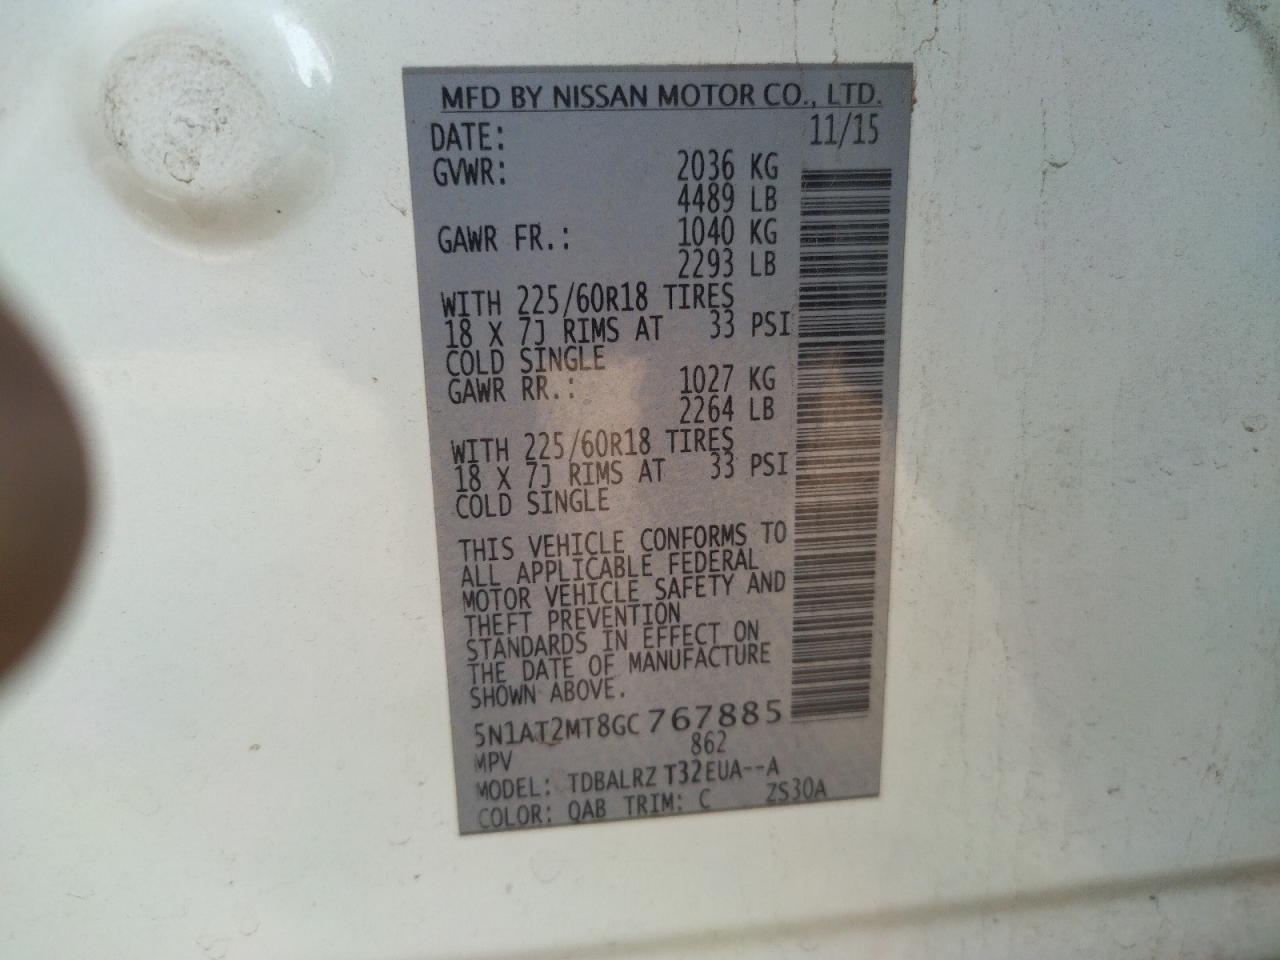 MFD BY NISSAN MOTOR CO., LTD.
DATE: 11/15
GVWR: 2036 KG
4489 LB
GAWR FR.: 1040 KG
2293 LB
WITH 225/60R18 TIRES
18 X 7J RIMS AT 33 PSI
COLD SINGLE
GAWR RR.: 1027 KG
2264 LB
WITH 225/60R18 TIRES
18 X 7J RIMS AT 33 PSI
COLD SINGLE
THIS VEHICLE CONFORMS TO
ALL APPLICABLE FEDERAL
MOTOR VEHICLE SAFETY AND
THEFT PREVENTION
STANDARDS IN EFFECT ON
THE DATE OF MANUFACTURE
SHOWN ABOVE.
5N1AT2MT8GC767885
MPV 862
MODEL: TDBALRZ T32EUA--A
COLOR: QAB TRIM: C ZS30A